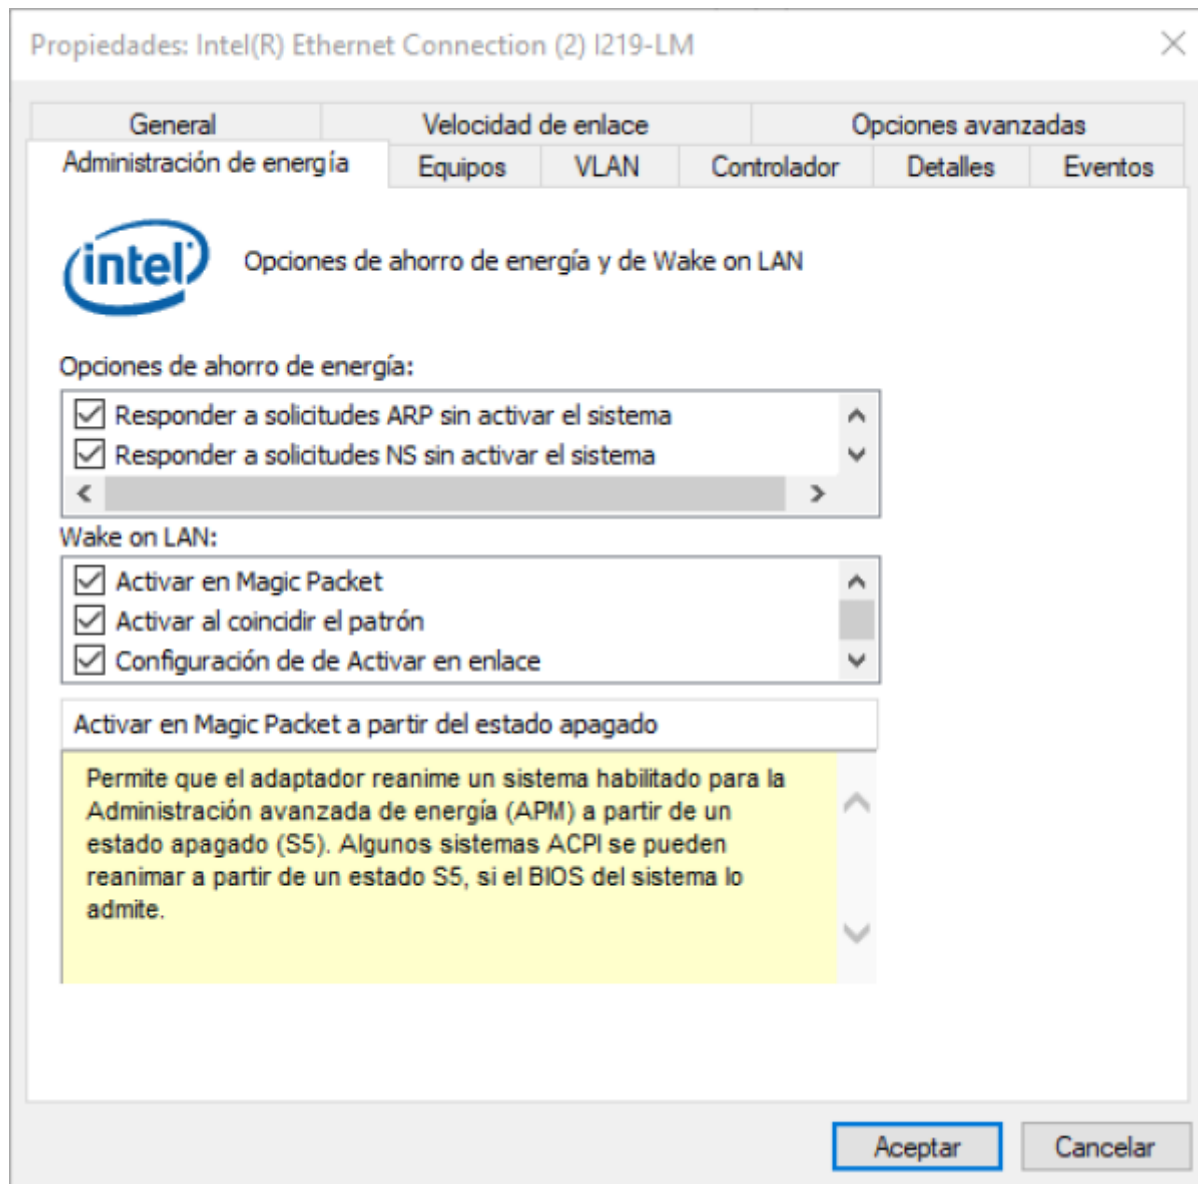 Propiedades: Intel(R) Ethernet Connection (2) I219-LM
General Velocidad de enlace Opciones avanzadas
Administración de energía Equipos VLAN Controlador Detalles Eventos
intel Opciones de ahorro de energía y de Wake on LAN
Opciones de ahorro de energía:
Responder a solicitudes ARP sin activar el sistema
Responder a solicitudes NS sin activar el sistema
Wake on LAN:
Activar en Magic Packet
Activar al coincidir el patrón
Configuración de de Activar en enlace
Activar en Magic Packet a partir del estado apagado
Permite que el adaptador reanime un sistema habilitado para la
Administración avanzada de energía (APM) a partir de un
estado apagado (S5). Algunos sistemas ACPI se pueden
reanimar a partir de un estado S5, si el BIOS del sistema lo
admite.
Aceptar Cancelar